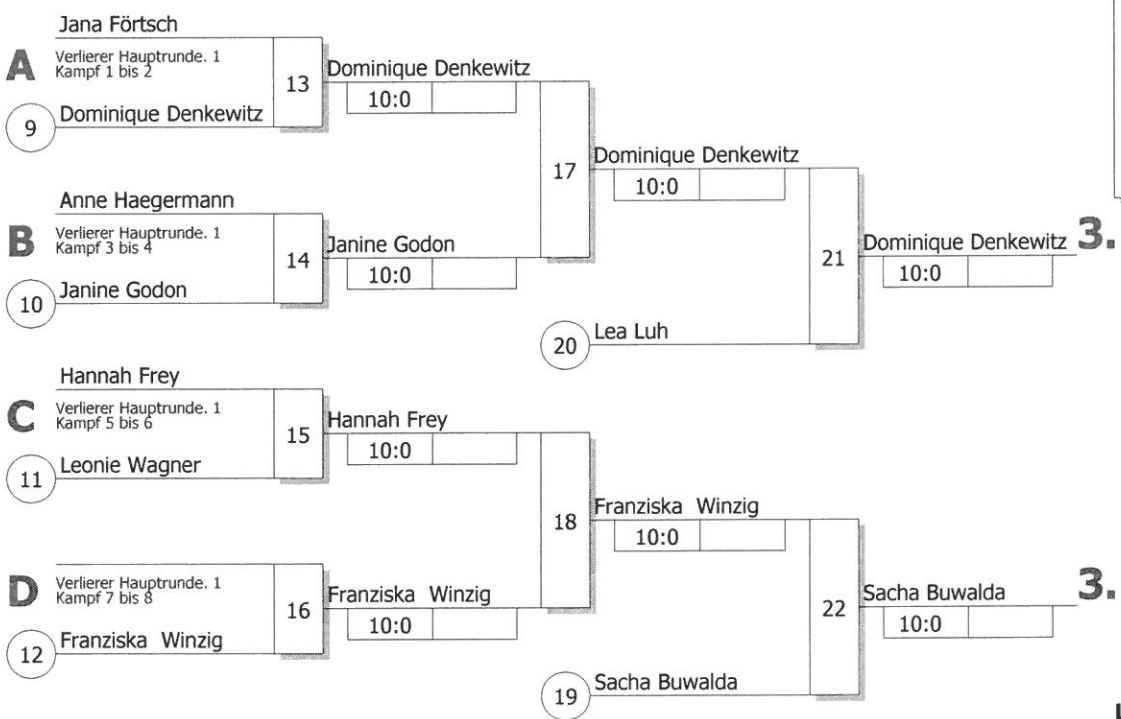 Jana Förtsch
A
Verlierer Hauptrunde. 1
Kampf 1 bis 2
13
Dominique Denkewitz
10:0
9
Dominique Denkewitz
17
Dominique Denkewitz
10:0
Anne Haegermann
B
Verlierer Hauptrunde. 1
Kampf 3 bis 4
14
Janine Godon
10:0
10
Janine Godon
21
Dominique Denkewitz
3.
10:0
20
Lea Luh
Hannah Frey
C
Verlierer Hauptrunde. 1
Kampf 5 bis 6
15
Hannah Frey
10:0
11
Leonie Wagner
18
Franziska Winzig
10:0
D
Verlierer Hauptrunde. 1
Kampf 7 bis 8
16
Franziska Winzig
10:0
12
Franziska Winzig
22
Sacha Buwalda
3.
10:0
19
Sacha Buwalda